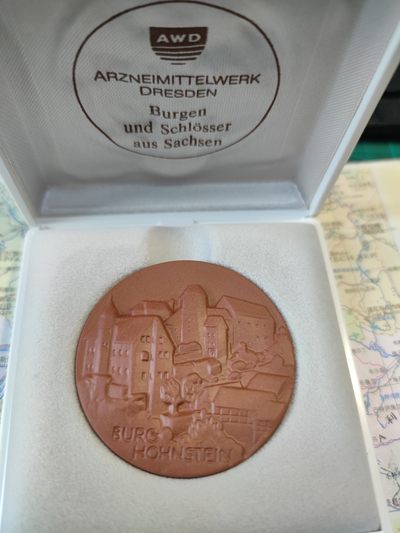 AWD
ARZNEIMITTELWERK
DRESDEN
Burgen
und Schlösser
aus Sachsen
BURG
HOHNSTEIN